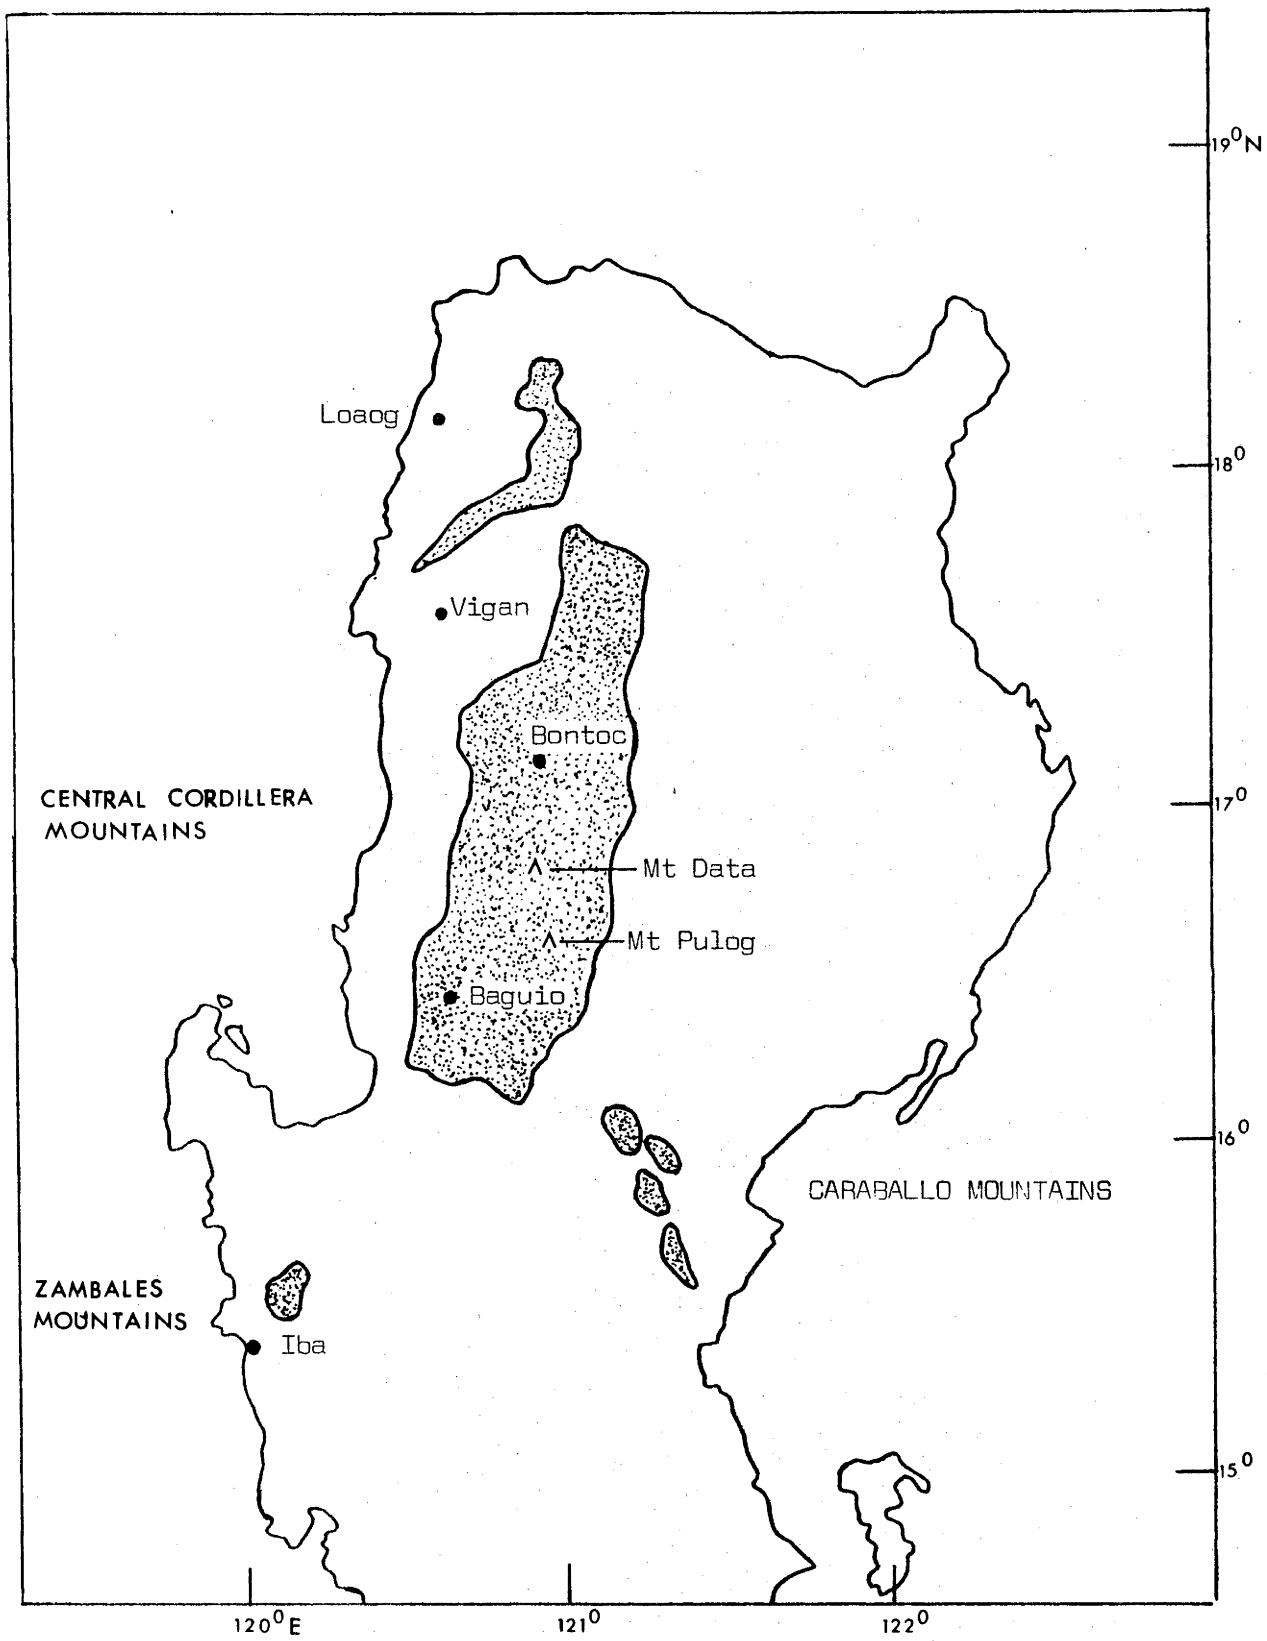 19⁰N
Loaog
18⁰
Vigan
Bontoc
CENTRAL CORDILLERA
MOUNTAINS
17⁰
Mt Data
Mt Pulog
Baguio
16⁰
CARABALLO MOUNTAINS
ZAMBALES
MOUNTAINS
Iba
15⁰
120⁰E
121⁰
122⁰